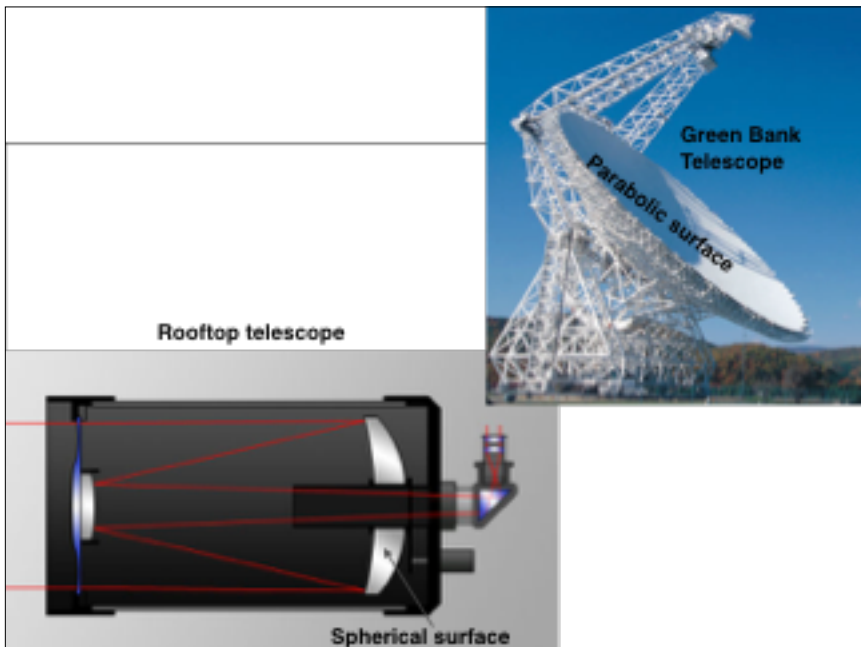 Green Bank
Telescope
Parabolic surface
Rooftop telescope
Spherical surface